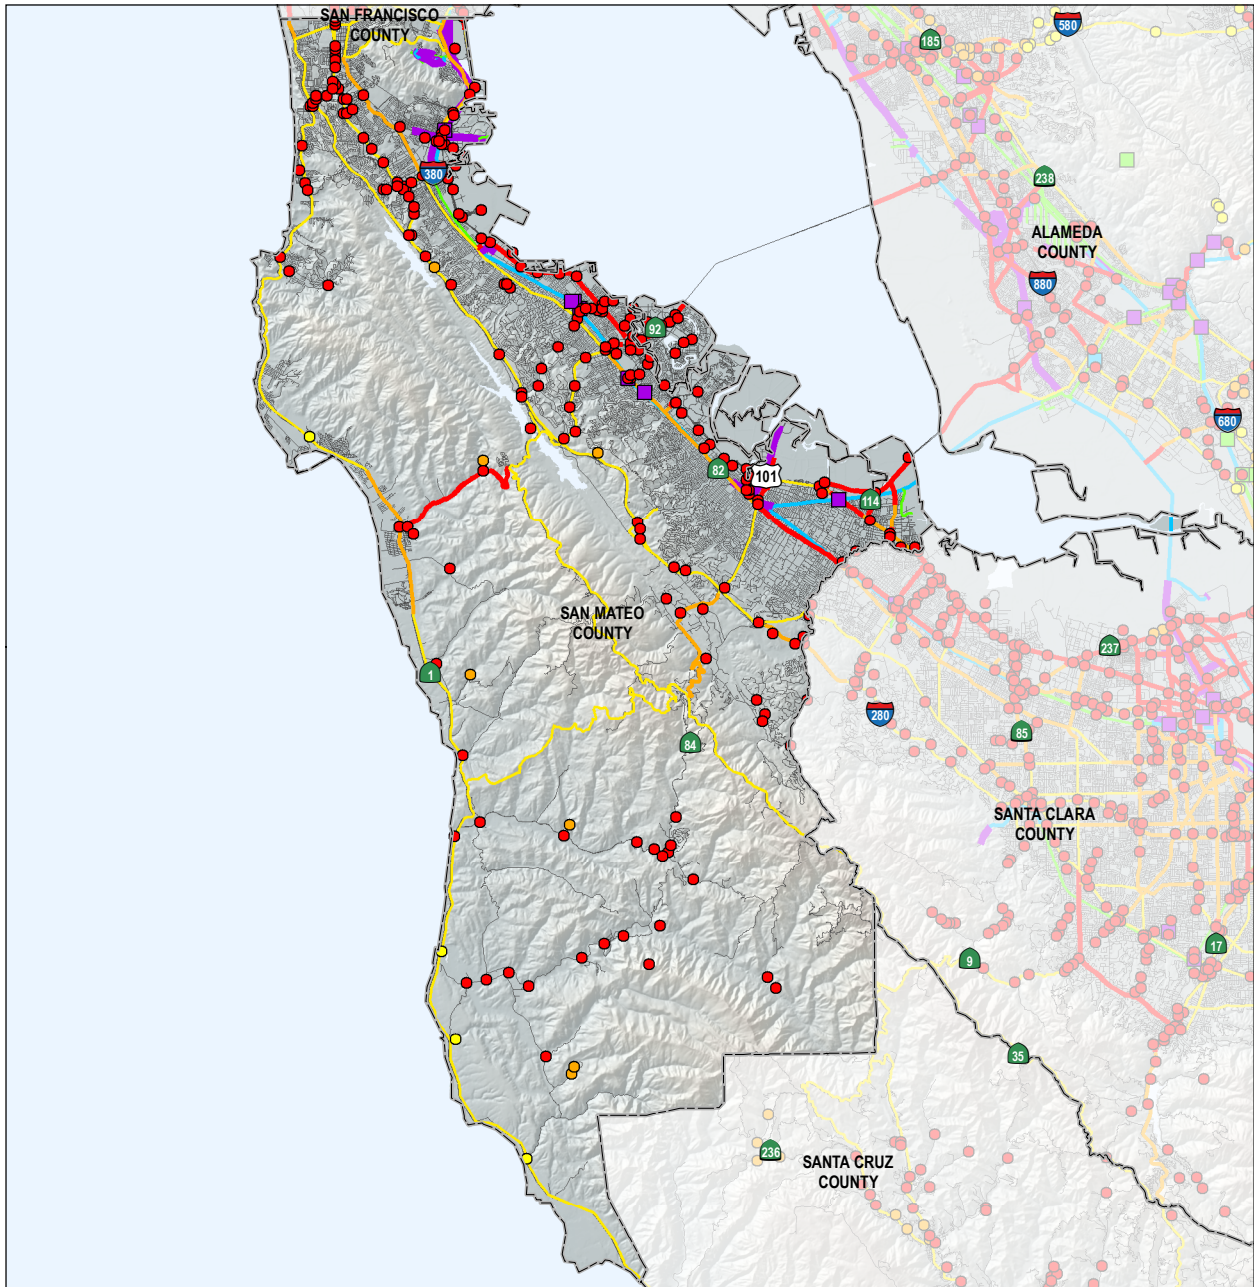 SAN FRANCISCO
COUNTY
580
185
238
380
ALAMEDA
COUNTY
880
92
680
82
101
114
SAN MATEO
COUNTY
237
1
280
85
84
SANTA CLARA
COUNTY
17
9
35
236
SANTA CRUZ
COUNTY